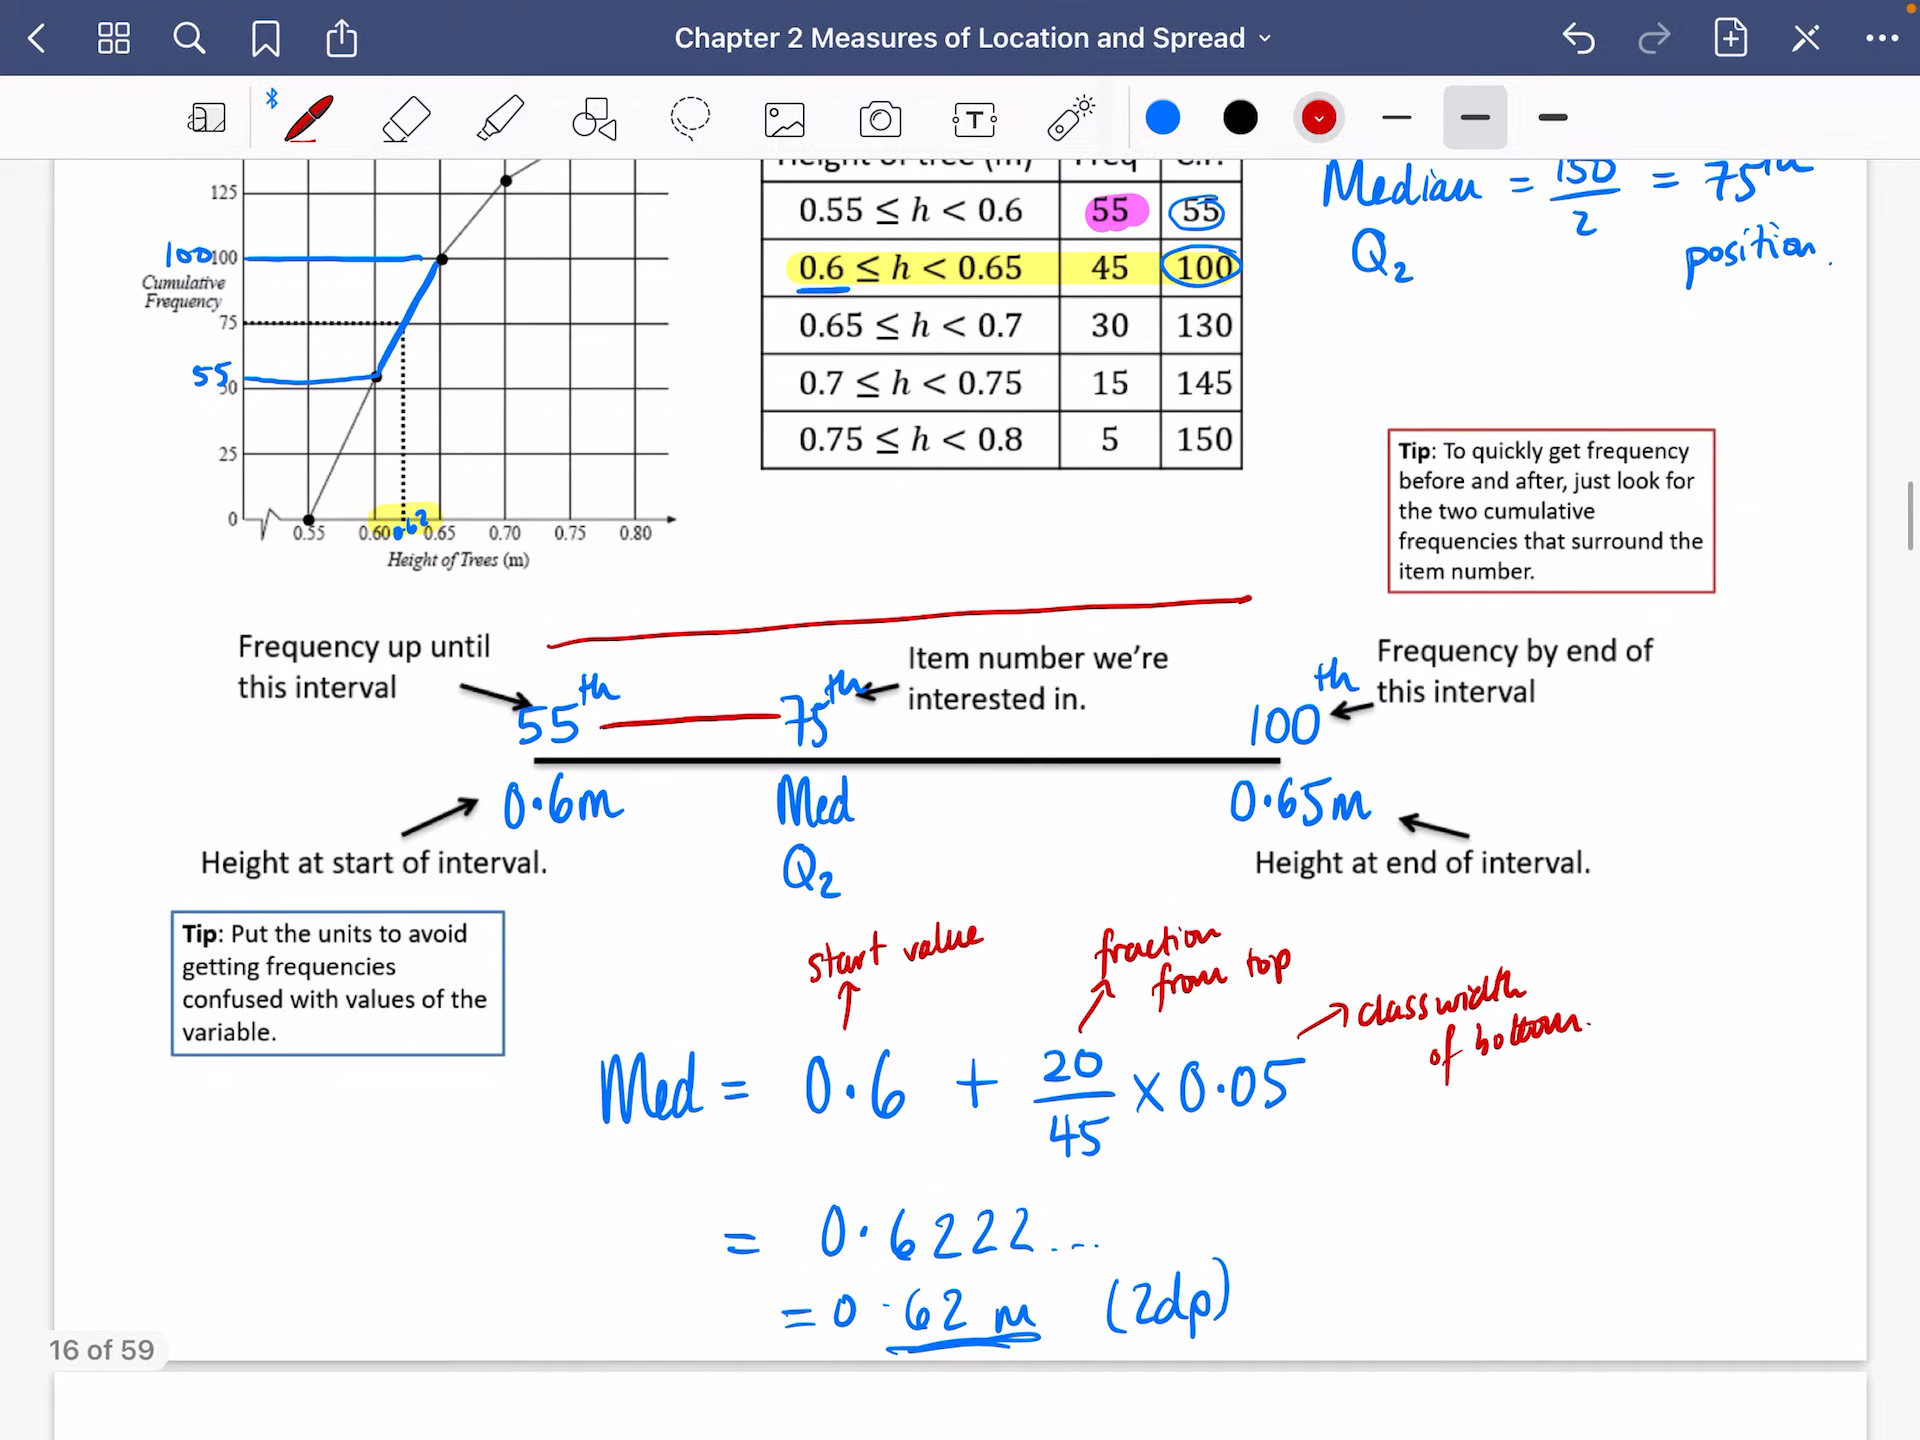 Chapter 2 Measures of Location and Spread
T
Height of tree (m) Freq C.F.
0.55 ≤ h < 0.6 55 55
0.6 ≤ h < 0.65 45 100
0.65 ≤ h < 0.7 30 130
0.7 ≤ h < 0.75 15 145
0.75 ≤ h < 0.8 5 150
Median = 150/2 = 75th
Q2 position.
125
100 100
Cumulative
Frequency
75
55 50
25
0
0.55 0.60 0.62 0.65 0.70 0.75 0.80
Height of Trees (m)
Tip: To quickly get frequency
before and after, just look for
the two cumulative
frequencies that surround the
item number.
Frequency up until
this interval
Item number we're
interested in.
Frequency by end of
this interval
55th 75th 100th
0.6m Med 0.65m
Q2
Height at start of interval.
Height at end of interval.
Tip: Put the units to avoid
getting frequencies
confused with values of the
variable.
start value
fraction
from top
class width
of bottom.
Med = 0.6 + 20/45 × 0.05
= 0.6222...
= 0.62 m (2dp)
16 of 59